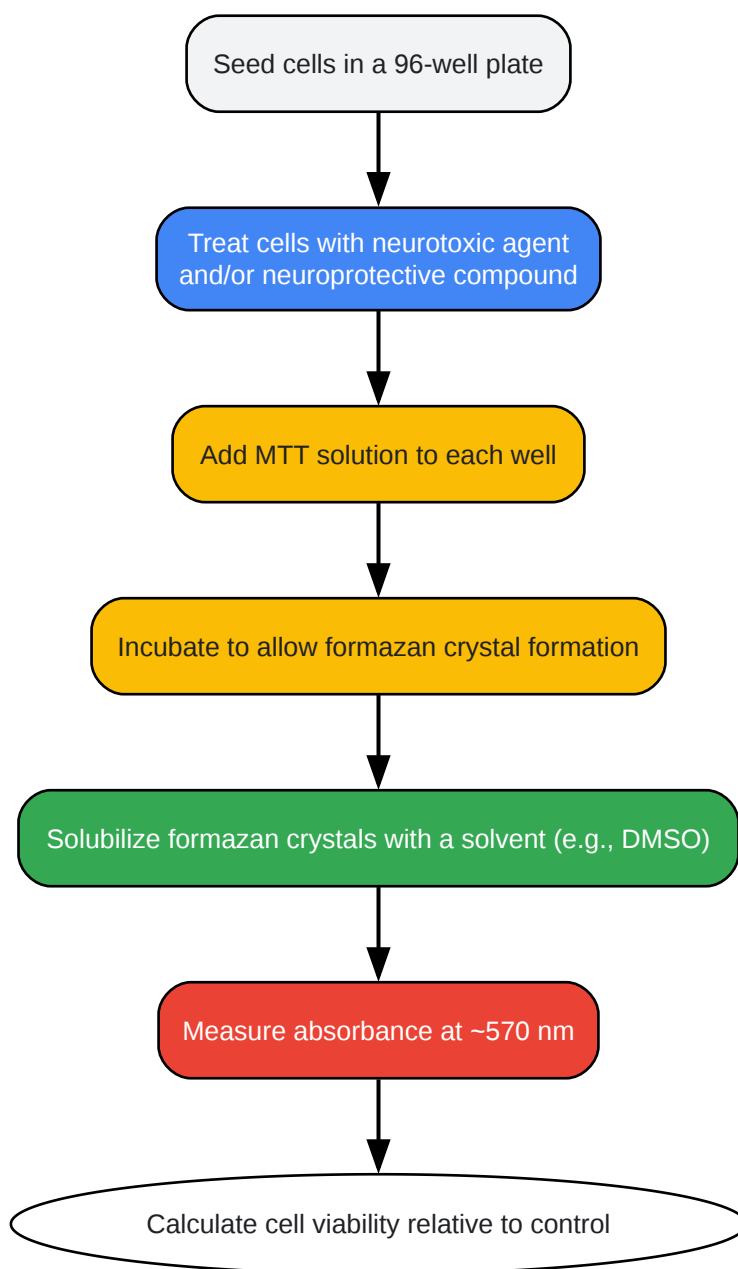 Seed cells in a 96-well plate
Treat cells with neurotoxic agent
and/or neuroprotective compound
Add MTT solution to each well
Incubate to allow formazan crystal formation
Solubilize formazan crystals with a solvent (e.g., DMSO)
Measure absorbance at ~570 nm
Calculate cell viability relative to control